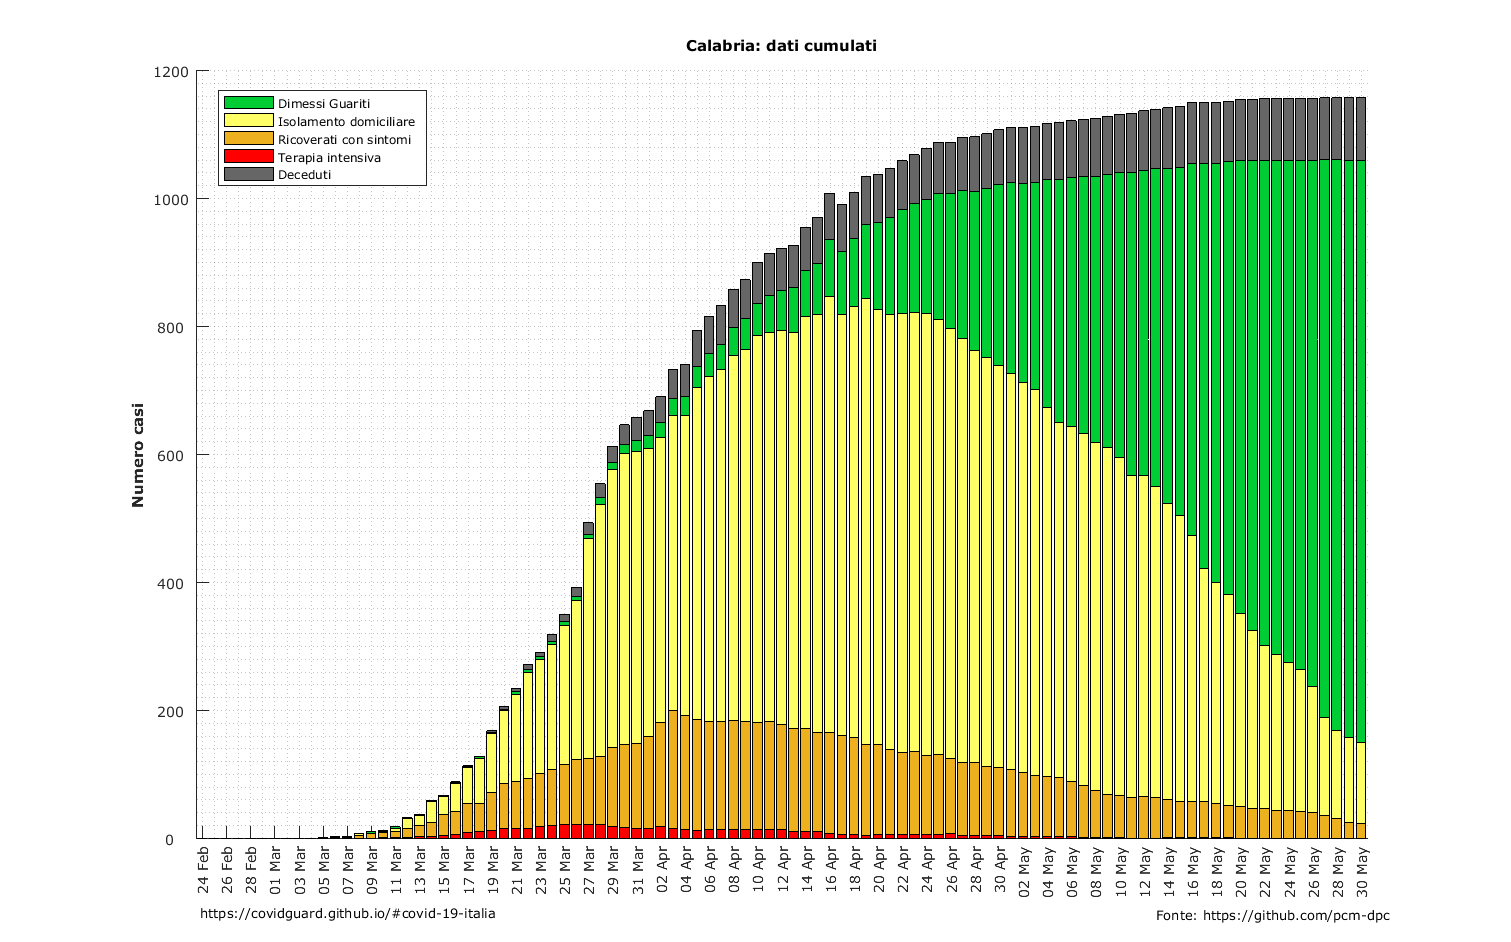 Calabria: dati cumulati
1200
1000
800
600
400
200
0
Numero casi
Dimessi Guariti
Isolamento domiciliare
Ricoverati con sintomi
Terapia intensiva
Deceduti
24 Feb
26 Feb
28 Feb
01 Mar
03 Mar
05 Mar
07 Mar
09 Mar
11 Mar
13 Mar
15 Mar
17 Mar
19 Mar
21 Mar
23 Mar
25 Mar
27 Mar
29 Mar
31 Mar
02 Apr
04 Apr
06 Apr
08 Apr
10 Apr
12 Apr
14 Apr
16 Apr
18 Apr
20 Apr
22 Apr
24 Apr
26 Apr
28 Apr
30 Apr
02 May
04 May
06 May
08 May
10 May
12 May
14 May
16 May
18 May
20 May
22 May
24 May
26 May
28 May
30 May
https://covidguard.github.io/#covid-19-italia
Fonte: https://github.com/pcm-dpc